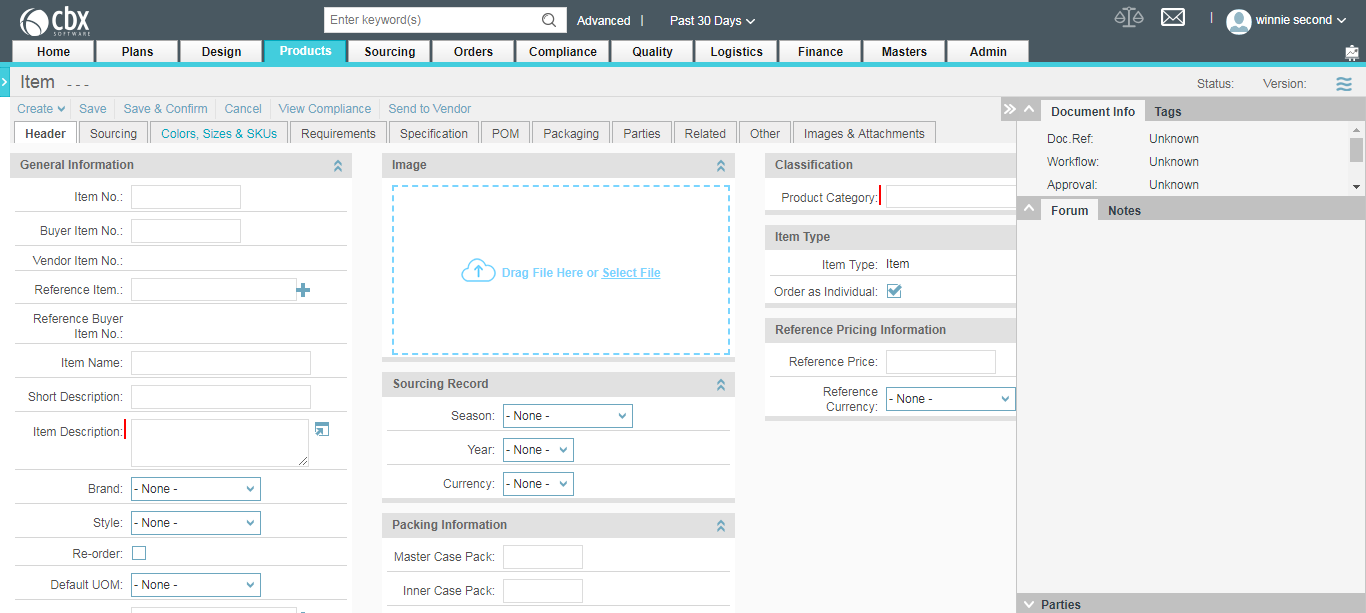 cbx
SOFTWARE
Enter keyword(s)
Advanced | Past 30 Days
winnie second
Home Plans Design Products Sourcing Orders Compliance Quality Logistics Finance Masters Admin
Item ---
Status: Version:
Create Save Save & Confirm Cancel View Compliance Send to Vendor
Header Sourcing Colors, Sizes & SKUs Requirements Specification POM Packaging Parties Related Other Images & Attachments
General Information
Item No.:
Buyer Item No.:
Vendor Item No.:
Reference Item.:
Reference Buyer
Item No.:
Item Name:
Short Description:
Item Description:
Brand: - None -
Style: - None -
Re-order:
Default UOM: - None -
Image
Drag File Here or Select File
Sourcing Record
Season: - None -
Year: - None -
Currency: - None -
Packing Information
Master Case Pack:
Inner Case Pack:
Classification
Product Category:
Item Type
Item Type: Item
Order as Individual:
Reference Pricing Information
Reference Price:
Reference
Currency: - None -
Document Info Tags
Doc.Ref: Unknown
Workflow: Unknown
Approval: Unknown
Forum Notes
Parties